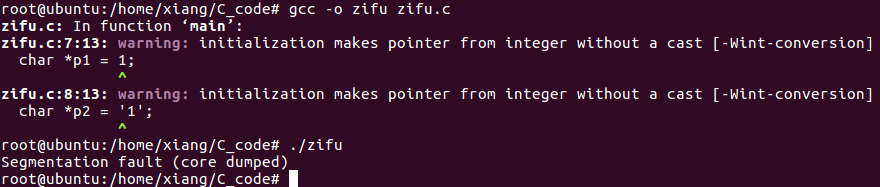 root@ubuntu:/home/xiang/C_code# gcc -o zifu zifu.c
zifu.c: In function ‘main’:
zifu.c:7:13: warning: initialization makes pointer from integer without a cast [-Wint-conversion]
  char *p1 = 1;
             ^
zifu.c:8:13: warning: initialization makes pointer from integer without a cast [-Wint-conversion]
  char *p2 = '1';
             ^
root@ubuntu:/home/xiang/C_code# ./zifu
Segmentation fault (core dumped)
root@ubuntu:/home/xiang/C_code#